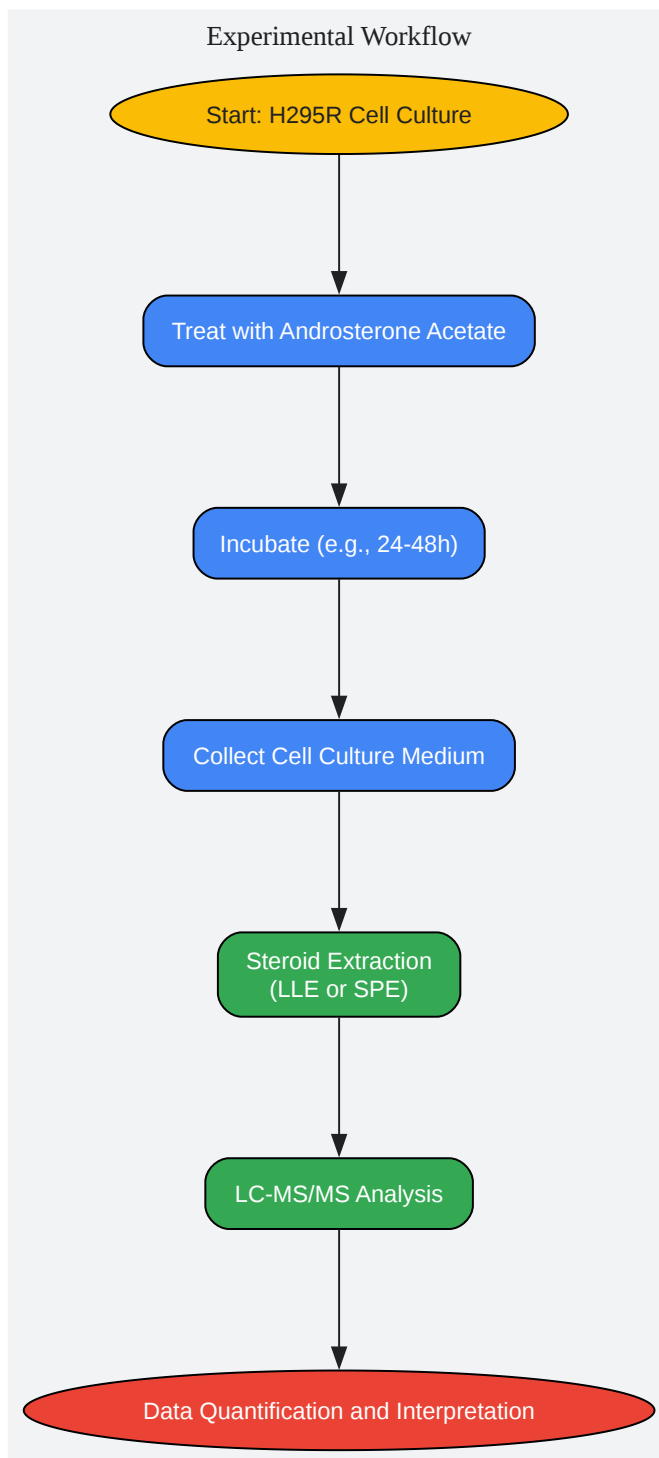 Experimental Workflow
Start: H295R Cell Culture
Treat with Androsterone Acetate
Incubate (e.g., 24-48h)
Collect Cell Culture Medium
Steroid Extraction
(LLE or SPE)
LC-MS/MS Analysis
Data Quantification and Interpretation